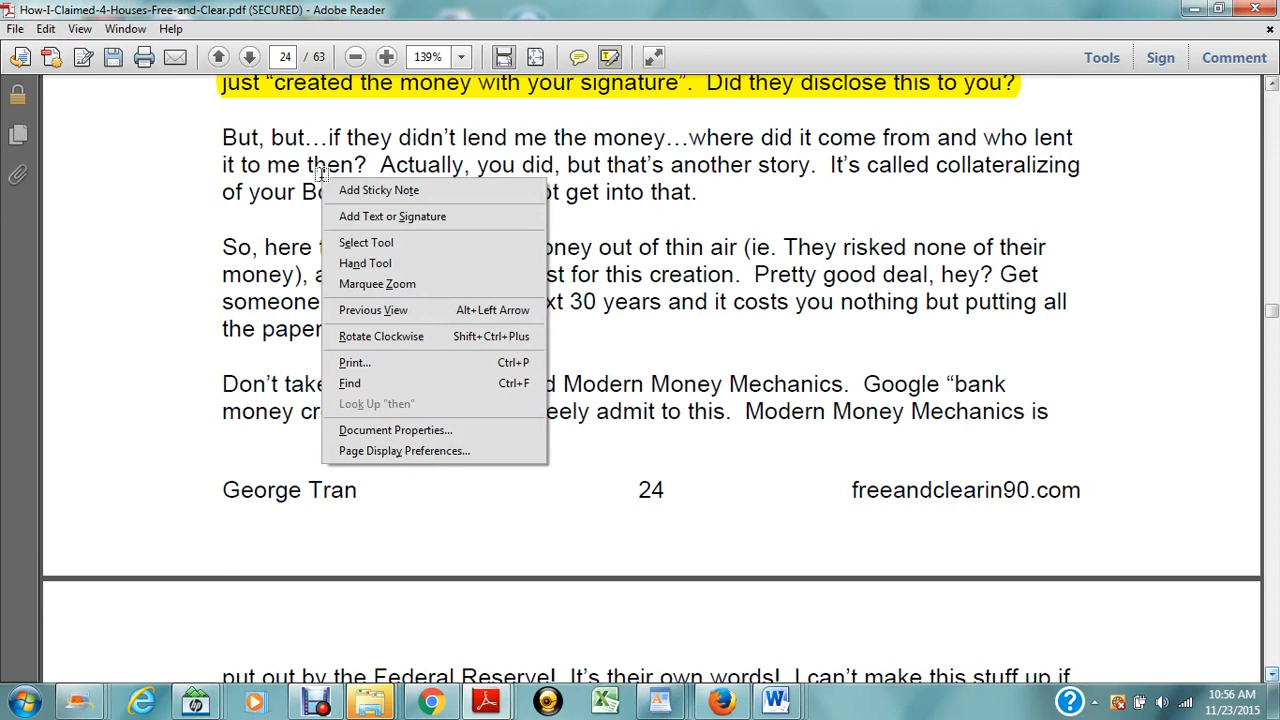 How-I-Claimed-4-Houses-Free-and-Clear.pdf (SECURED) - Adobe Reader
File Edit View Window Help
24 / 63 139% Tools Sign Comment
just “created the money with your signature”. Did they disclose this to you?
But, but…if they didn’t lend me the money…where did it come from and who lent
it to me then? Actually, you did, but that’s another story. It’s called collateralizing
of your get into that.
Add Sticky Note
Add Text or Signature
Select Tool
Hand Tool
Marquee Zoom
Previous View Alt+Left Arrow
Rotate Clockwise Shift+Ctrl+Plus
Print... Ctrl+P
Find Ctrl+F
Look Up "then"
Document Properties...
Page Display Preferences...
So, here out of thin air (ie. They risked none of their
money), for this creation. Pretty good deal, hey? Get
someone 30 years and it costs you nothing but putting all
the
Don’t take Modern Money Mechanics. Google “bank
money admit to this. Modern Money Mechanics is
George Tran 24 freeandclearin90.com
put out by the Federal Reserve! It’s their own words! I can’t make this stuff up if
10:56 AM
11/23/2015